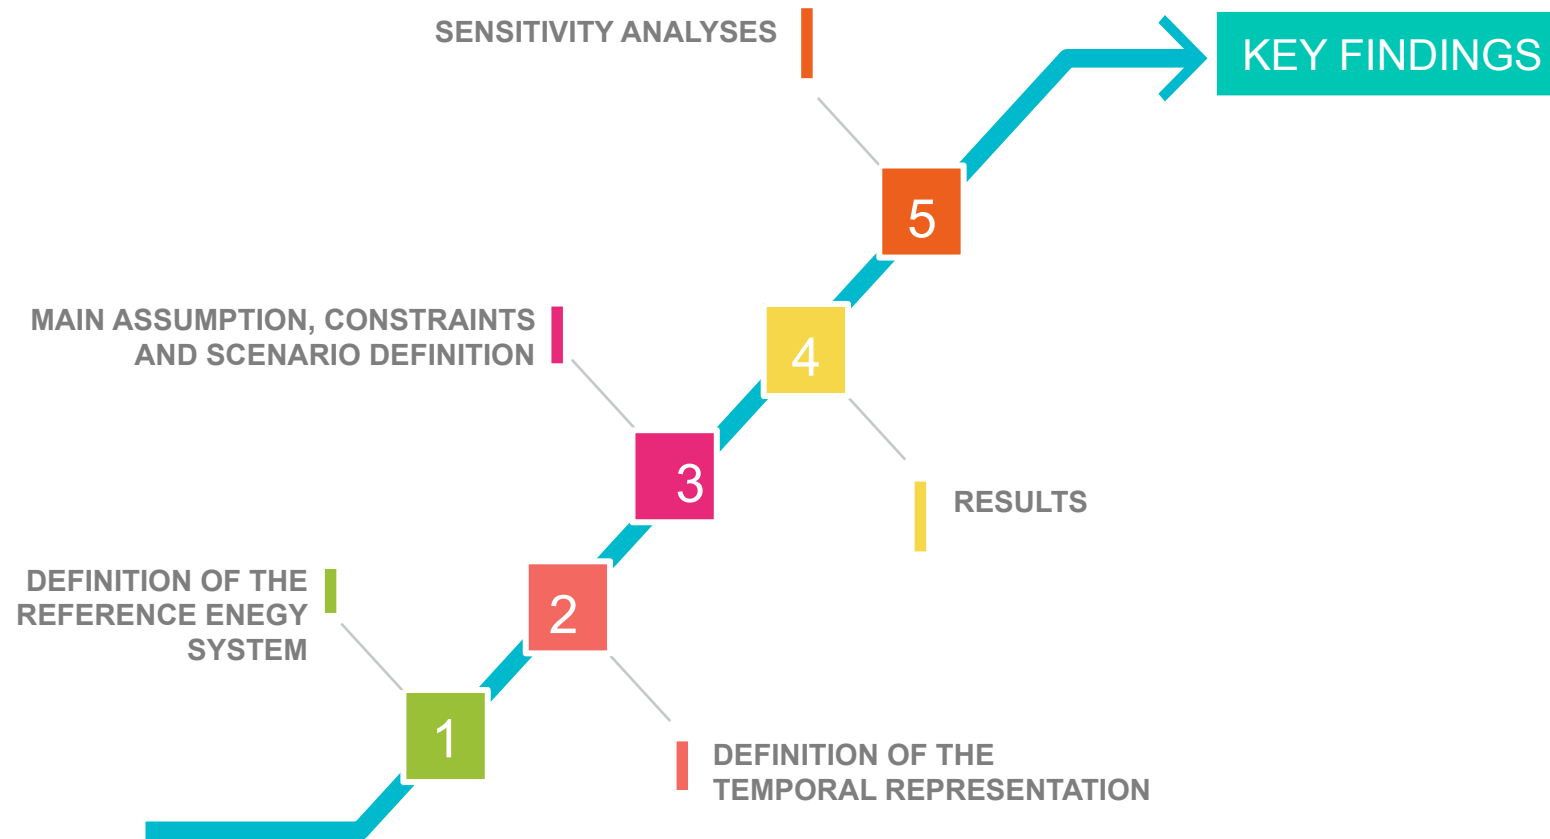 SENSITIVITY ANALYSES
KEY FINDINGS
5
MAIN ASSUMPTION, CONSTRAINTS
AND SCENARIO DEFINITION
4
3
RESULTS
DEFINITION OF THE
REFERENCE ENEGY
SYSTEM
2
1
DEFINITION OF THE
TEMPORAL REPRESENTATION